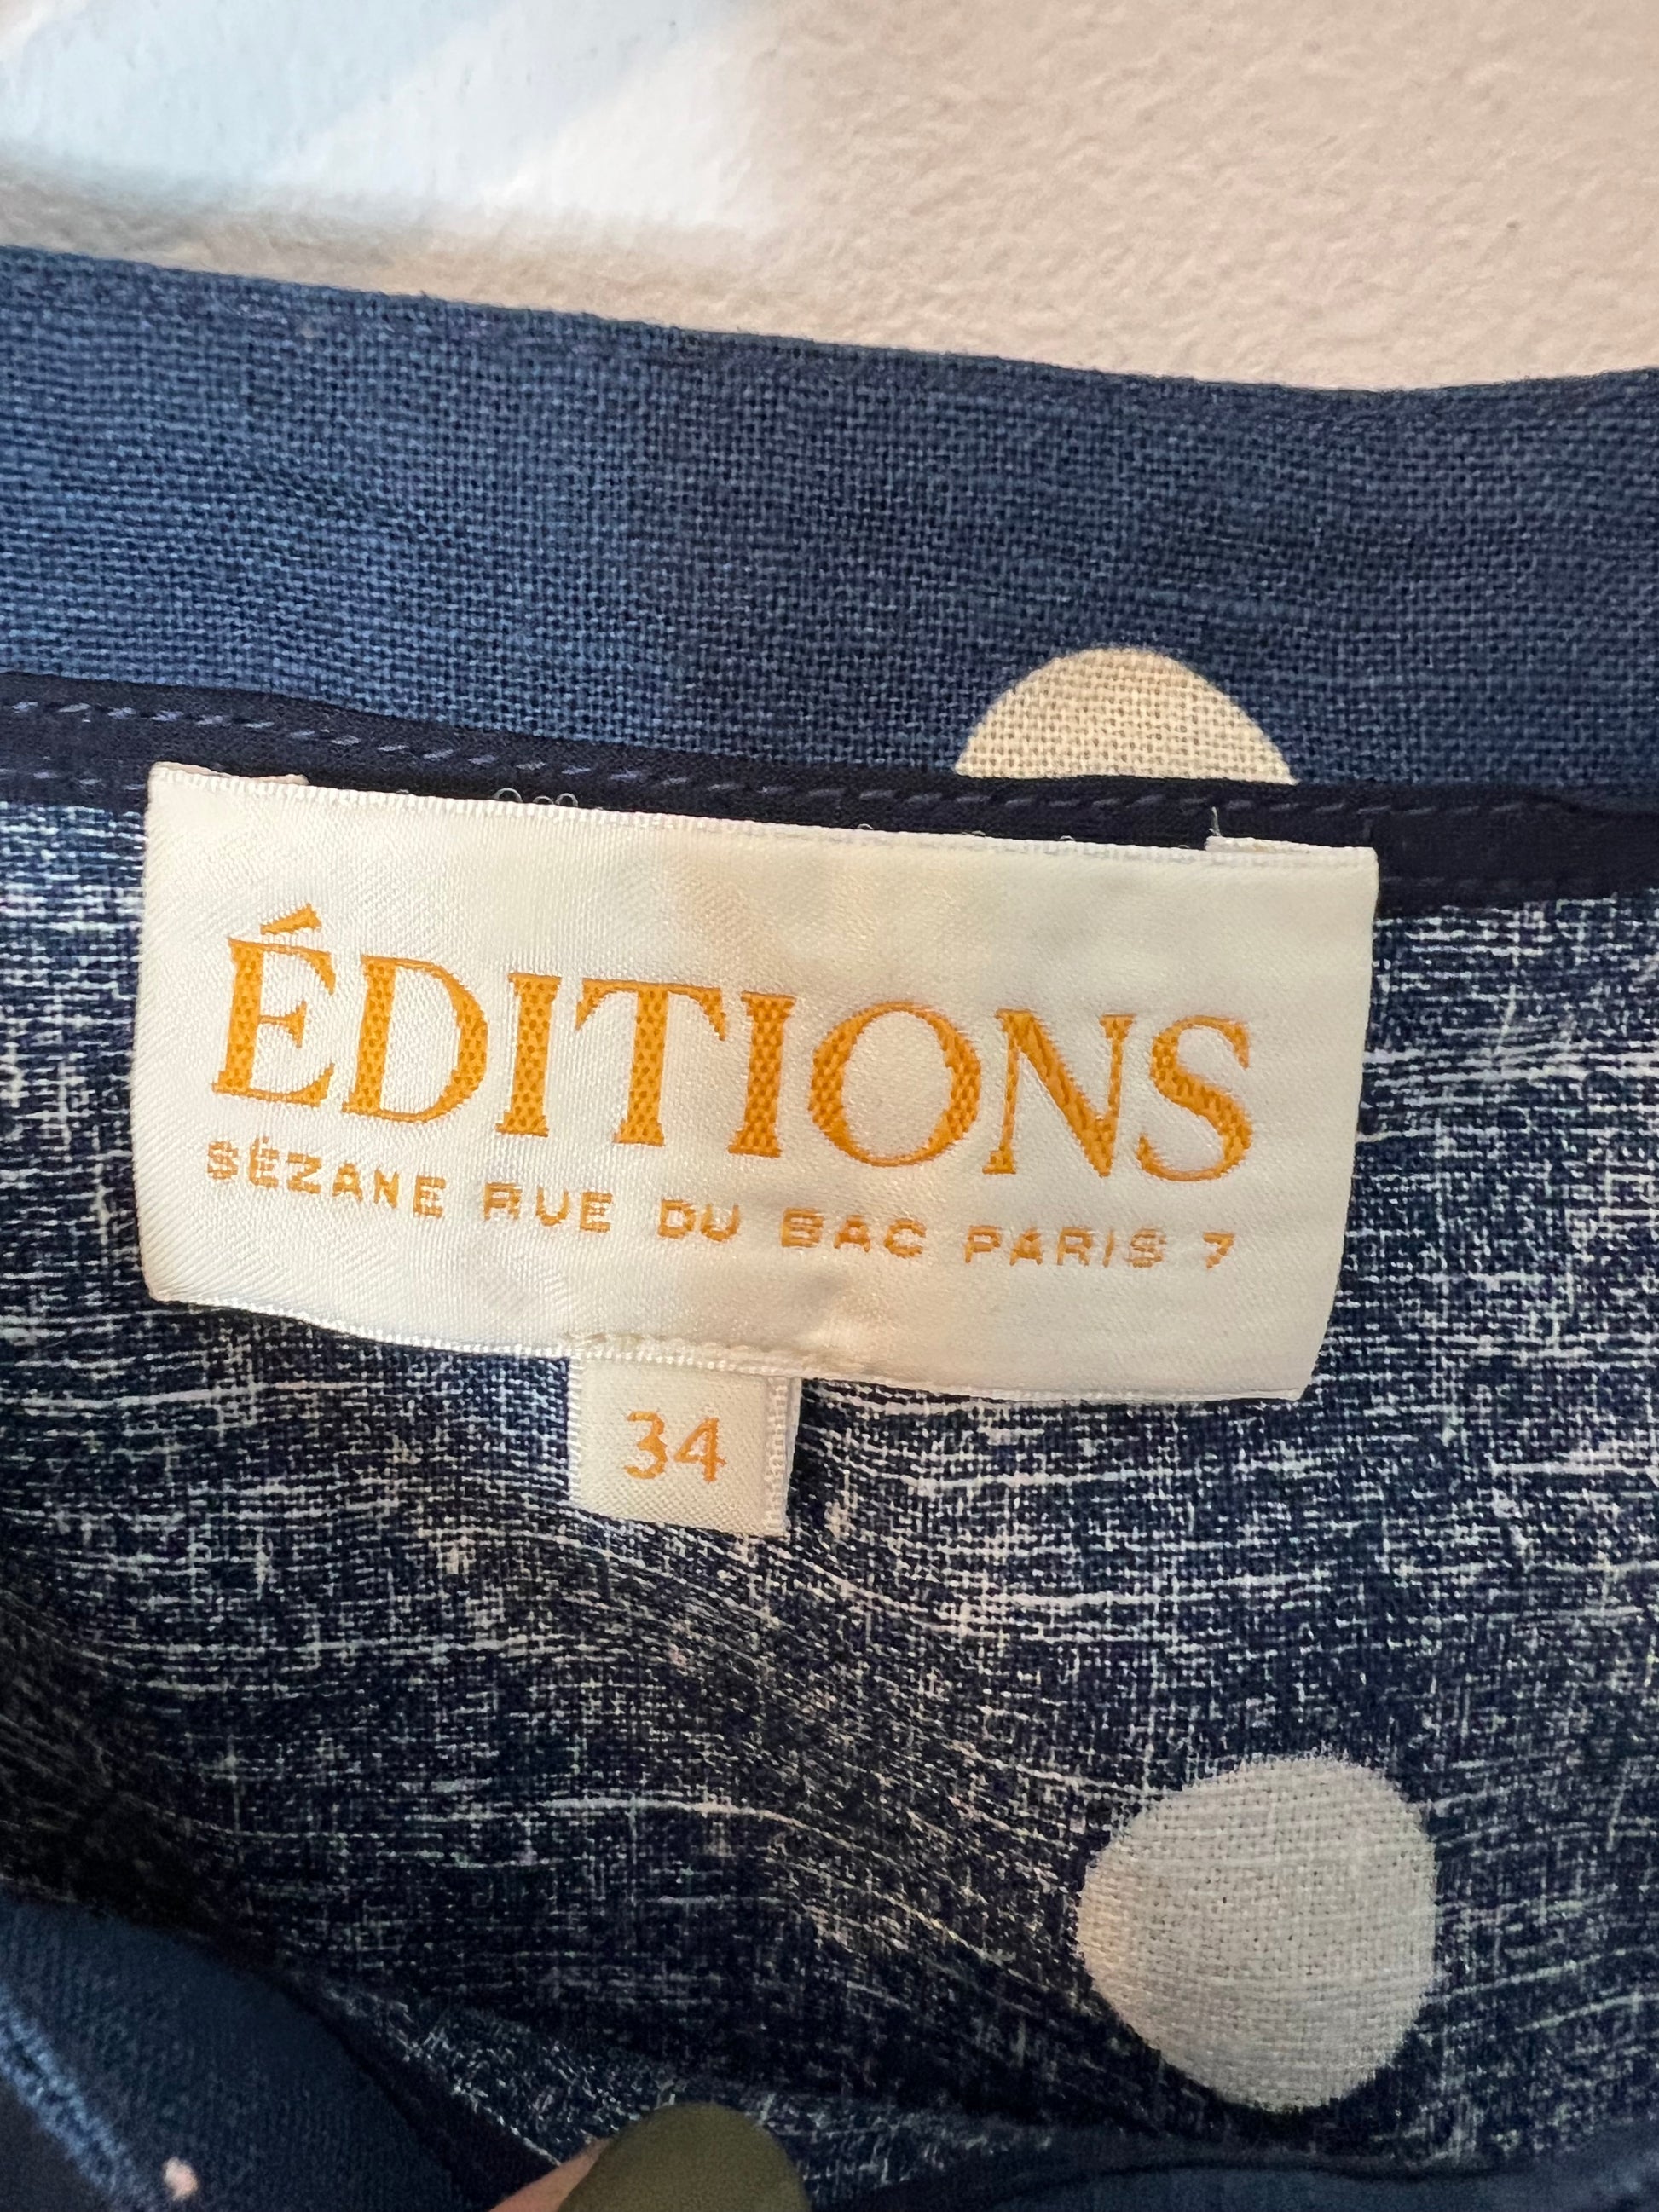 ÉDITIONS
SÉZANE RUE DU BAC PARIS 7
34